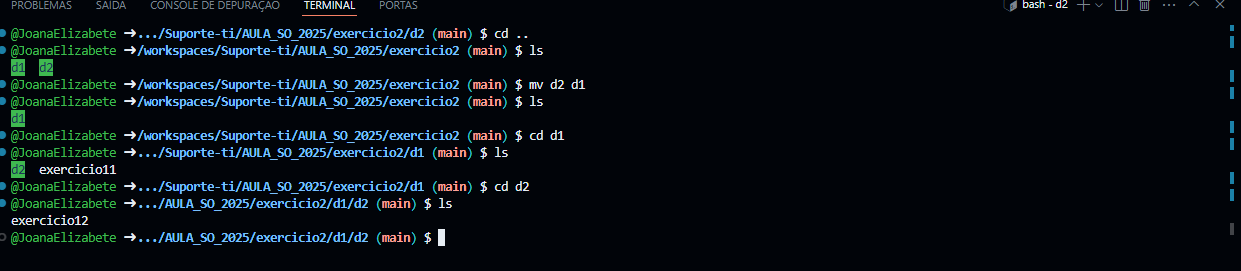 PROBLEMAS SAÍDA CONSOLE DE DEPURAÇÃO TERMINAL PORTAS bash - d2
@JoanaElizabete ➜.../Suporte-ti/AULA_SO_2025/exercicio2/d2 (main) $ cd ..
@JoanaElizabete ➜/workspaces/Suporte-ti/AULA_SO_2025/exercicio2 (main) $ ls
d1 d2
@JoanaElizabete ➜/workspaces/Suporte-ti/AULA_SO_2025/exercicio2 (main) $ mv d2 d1
@JoanaElizabete ➜/workspaces/Suporte-ti/AULA_SO_2025/exercicio2 (main) $ ls
d1
@JoanaElizabete ➜/workspaces/Suporte-ti/AULA_SO_2025/exercicio2 (main) $ cd d1
@JoanaElizabete ➜.../Suporte-ti/AULA_SO_2025/exercicio2/d1 (main) $ ls
d2 exercicio11
@JoanaElizabete ➜.../Suporte-ti/AULA_SO_2025/exercicio2/d1 (main) $ cd d2
@JoanaElizabete ➜.../AULA_SO_2025/exercicio2/d1/d2 (main) $ ls
exercicio12
@JoanaElizabete ➜.../AULA_SO_2025/exercicio2/d1/d2 (main) $